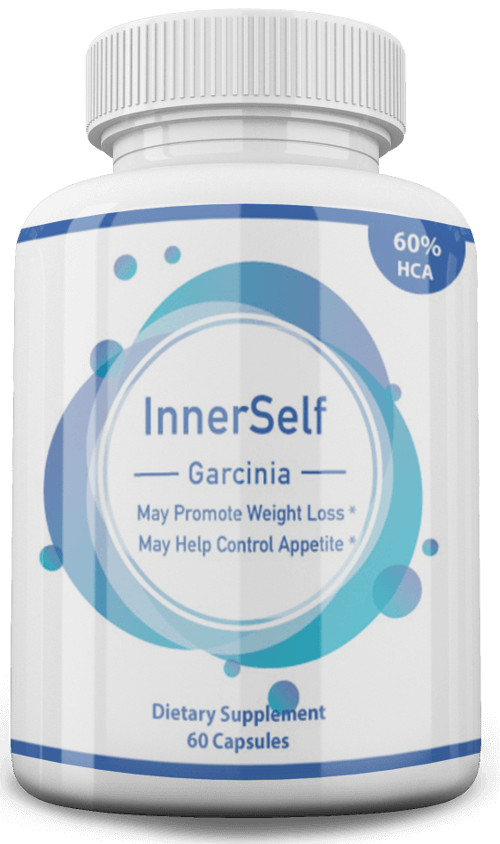 60%
HCA
InnerSelf
Garcinia
May Promote Weight Loss *
May Help Control Appetite *
Dietary Supplement
60 Capsules